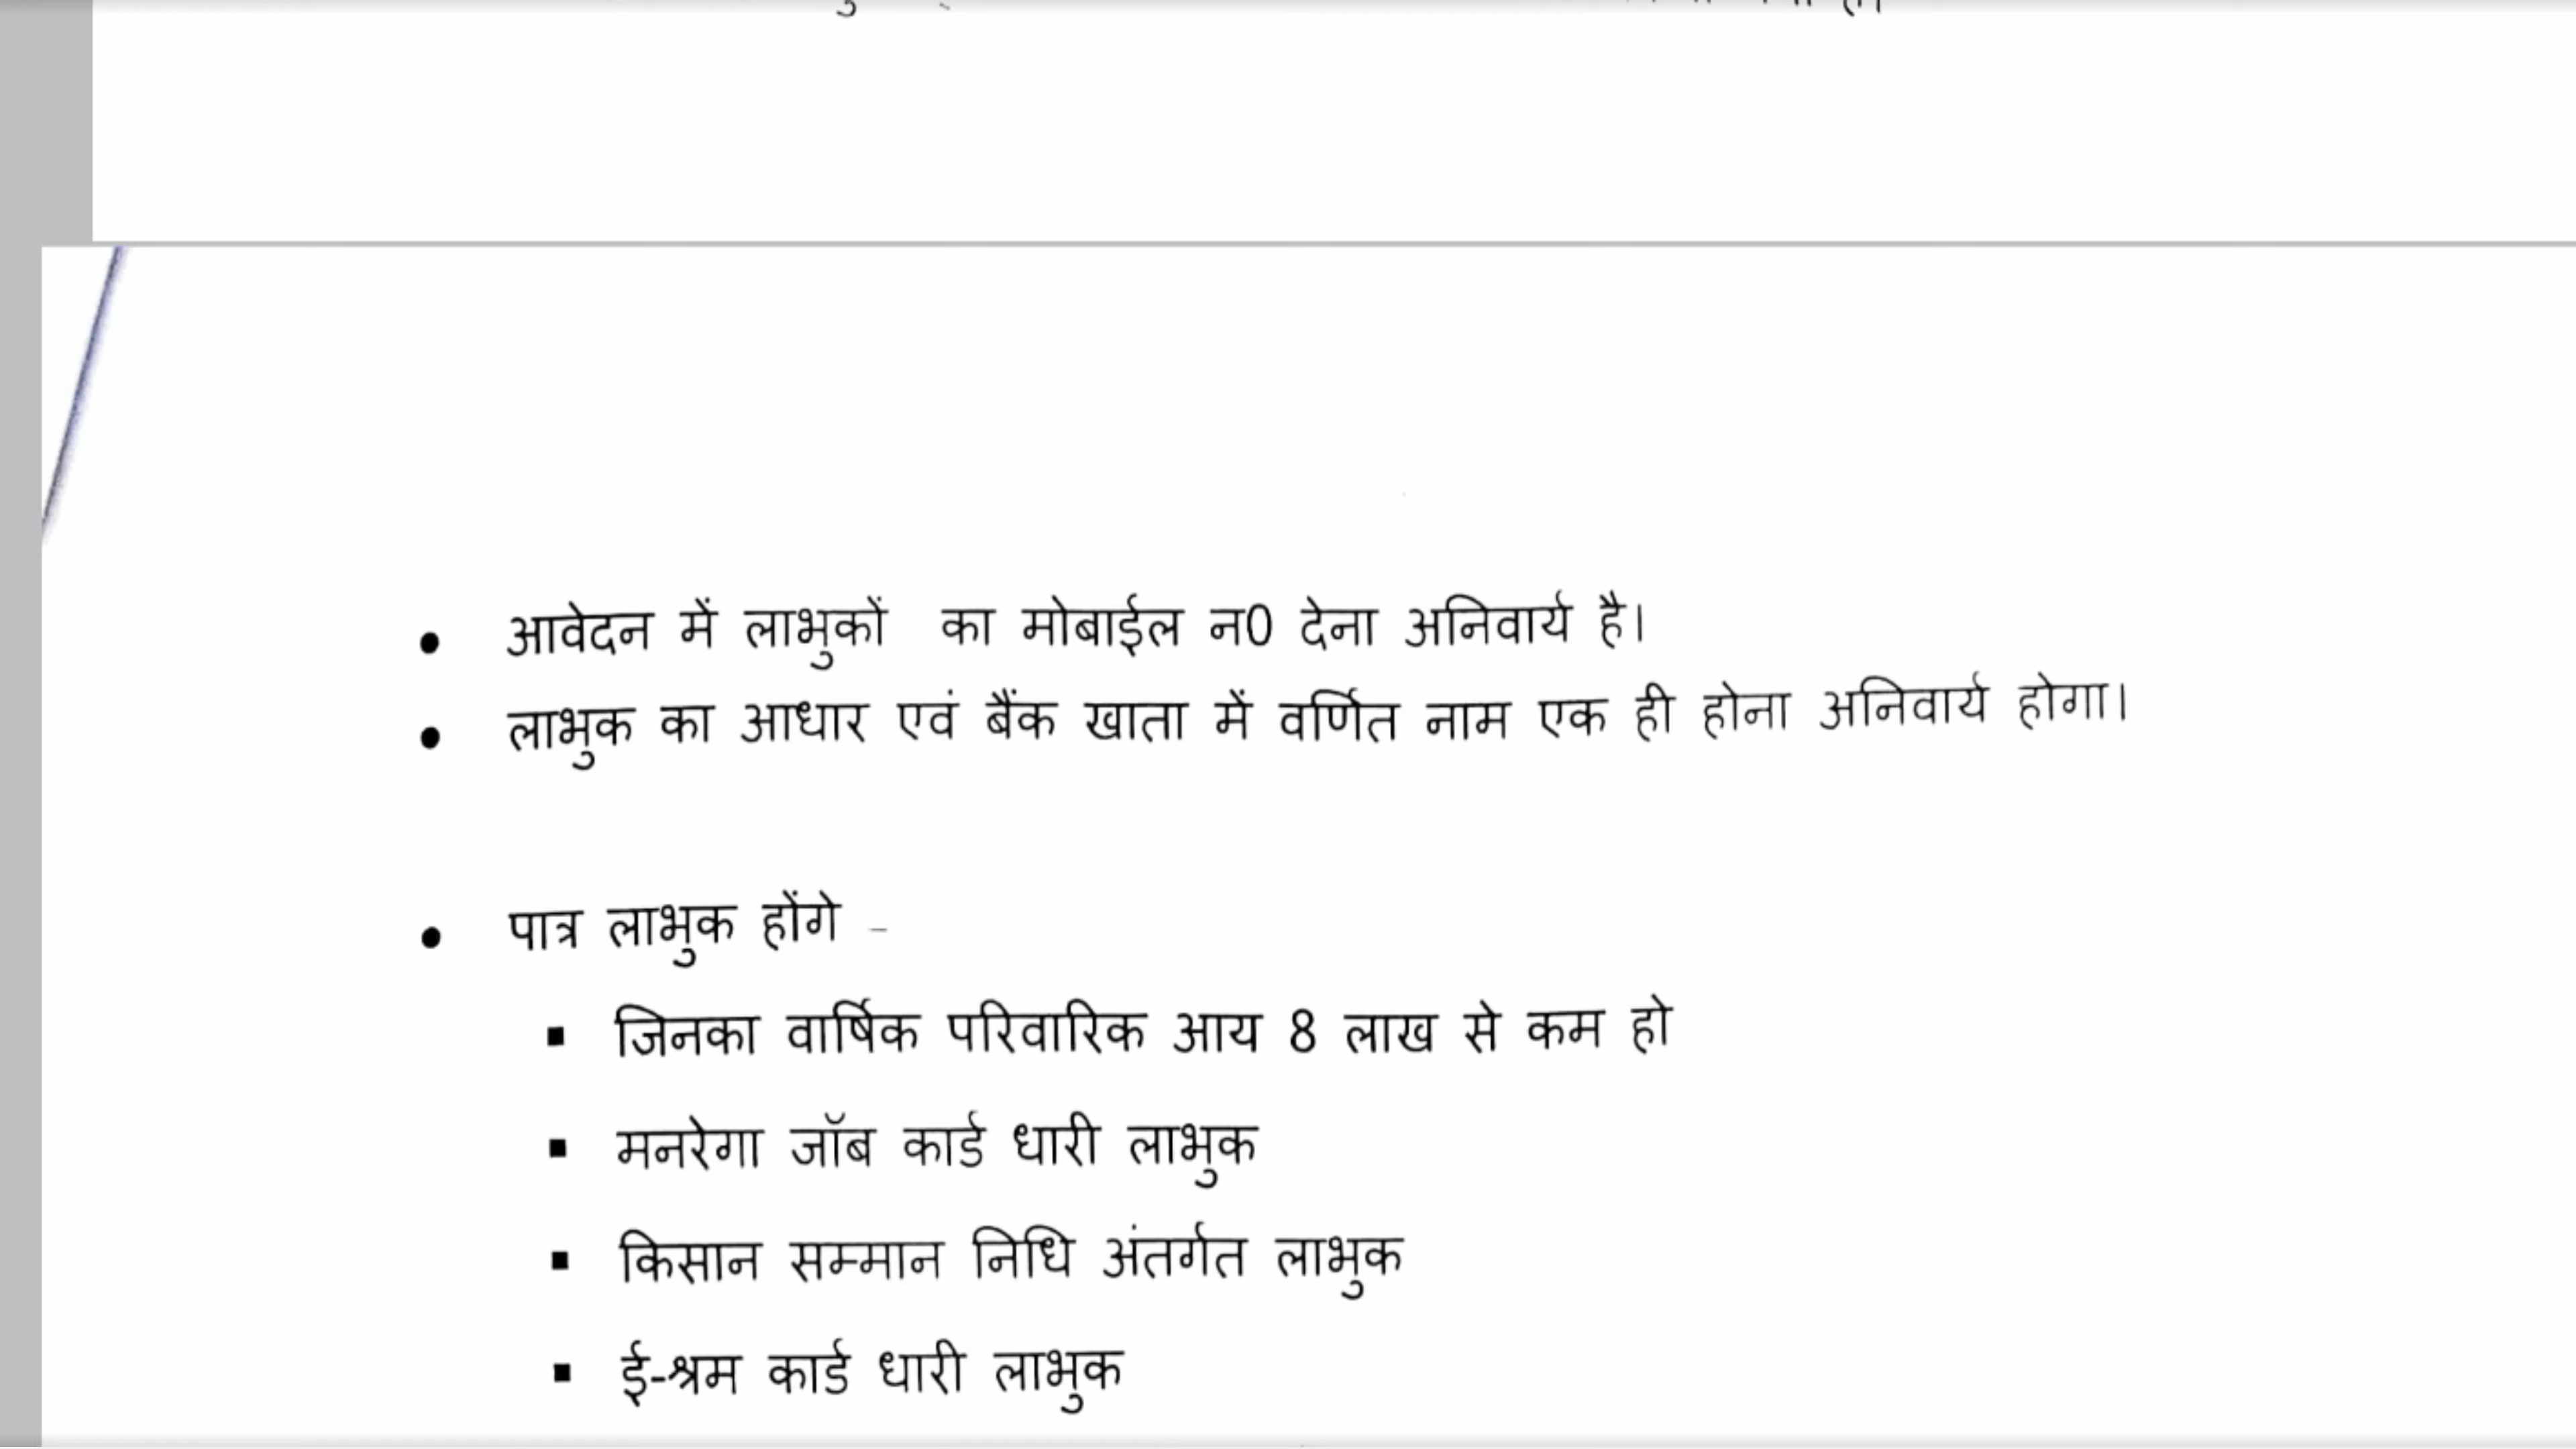 • आवेदन में लाभुकों का मोबाईल न0 देना अनिवार्य है।
• लाभुक का आधार एवं बैंक खाता में वर्णित नाम एक ही होना अनिवार्य होगा।
• पात्र लाभुक होंगे -
▪ जिनका वार्षिक परिवारिक आय 8 लाख से कम हो
▪ मनरेगा जॉब कार्ड धारी लाभुक
▪ किसान सम्मान निधि अंतर्गत लाभुक
▪ ई-श्रम कार्ड धारी लाभुक